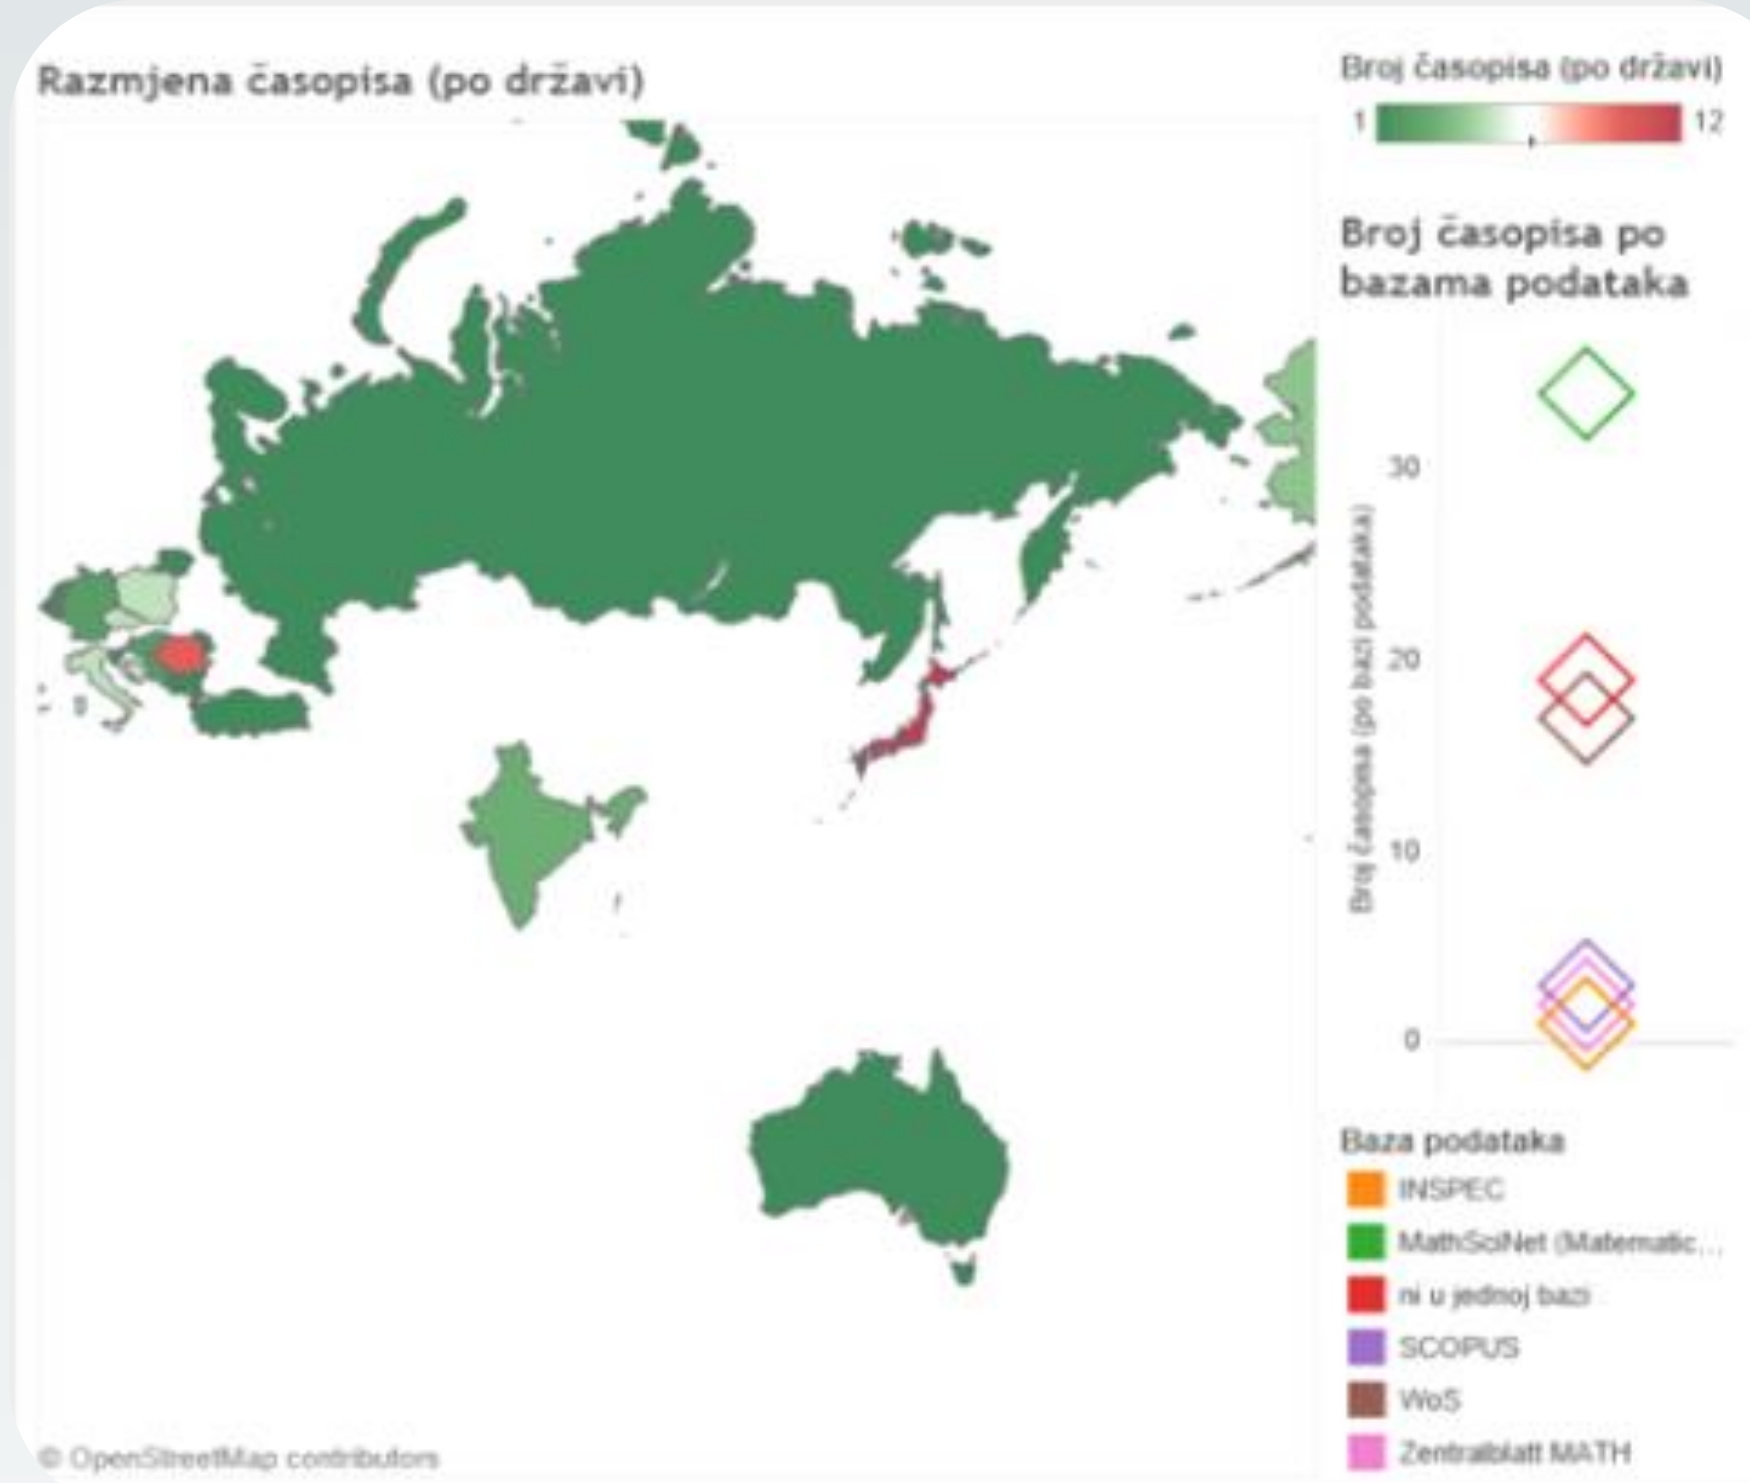 Razmjena časopisa (po državi)
© OpenStreetMap contributors
Broj časopisa (po državi)
1 12
Broj časopisa po
bazama podataka
Broj časopisa (po bazi podataka)
30
20
10
0
Baza podataka
INSPEC
MathSciNet (Matematic...
ni u jednoj bazi
SCOPUS
WoS
Zentralblatt MATH